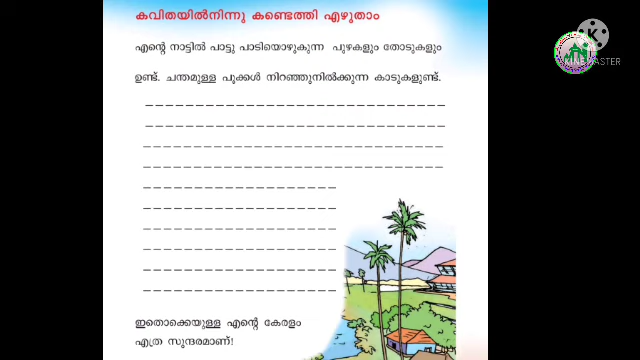 കവിതയിൽനിന്നു കണ്ടെത്തി എഴുതാം
എന്റെ നാട്ടിൽ പാട്ടു പാടിയൊഴുകുന്ന പുഴകളും തോടുകളും
ഉണ്ട്. ചന്തമുള്ള പൂക്കൾ നിറഞ്ഞുനിൽക്കുന്ന കാടുകളുണ്ട്.
ഇതൊക്കെയുള്ള എന്റെ കേരളം
എത്ര സുന്ദരമാണ്!